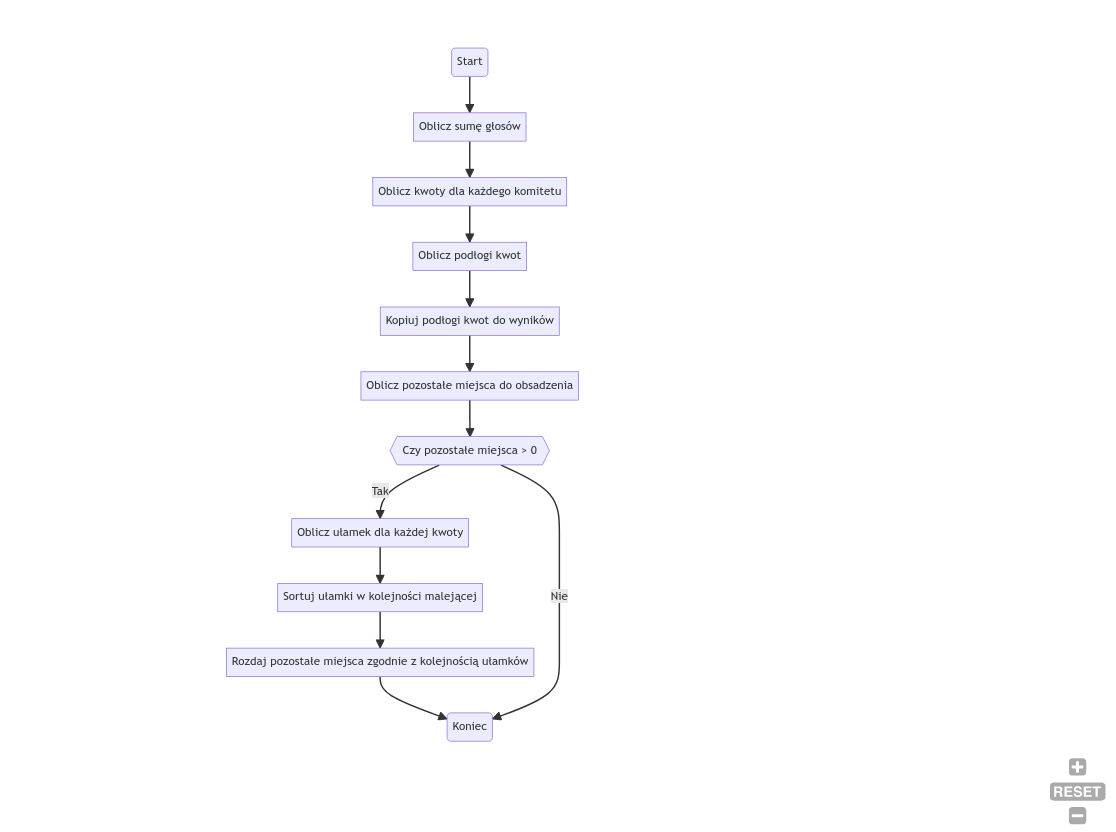 Start
Oblicz sumę głosów
Oblicz kwoty dla każdego komitetu
Oblicz podłogi kwot
Kopiuj podłogi kwot do wyników
Oblicz pozostałe miejsca do obsadzenia
Czy pozostałe miejsca > 0
Tak
Oblicz ułamek dla każdej kwoty
Sortuj ułamki w kolejności malejącej
Nie
Rozdaj pozostałe miejsca zgodnie z kolejnością ułamków
Koniec
RESET